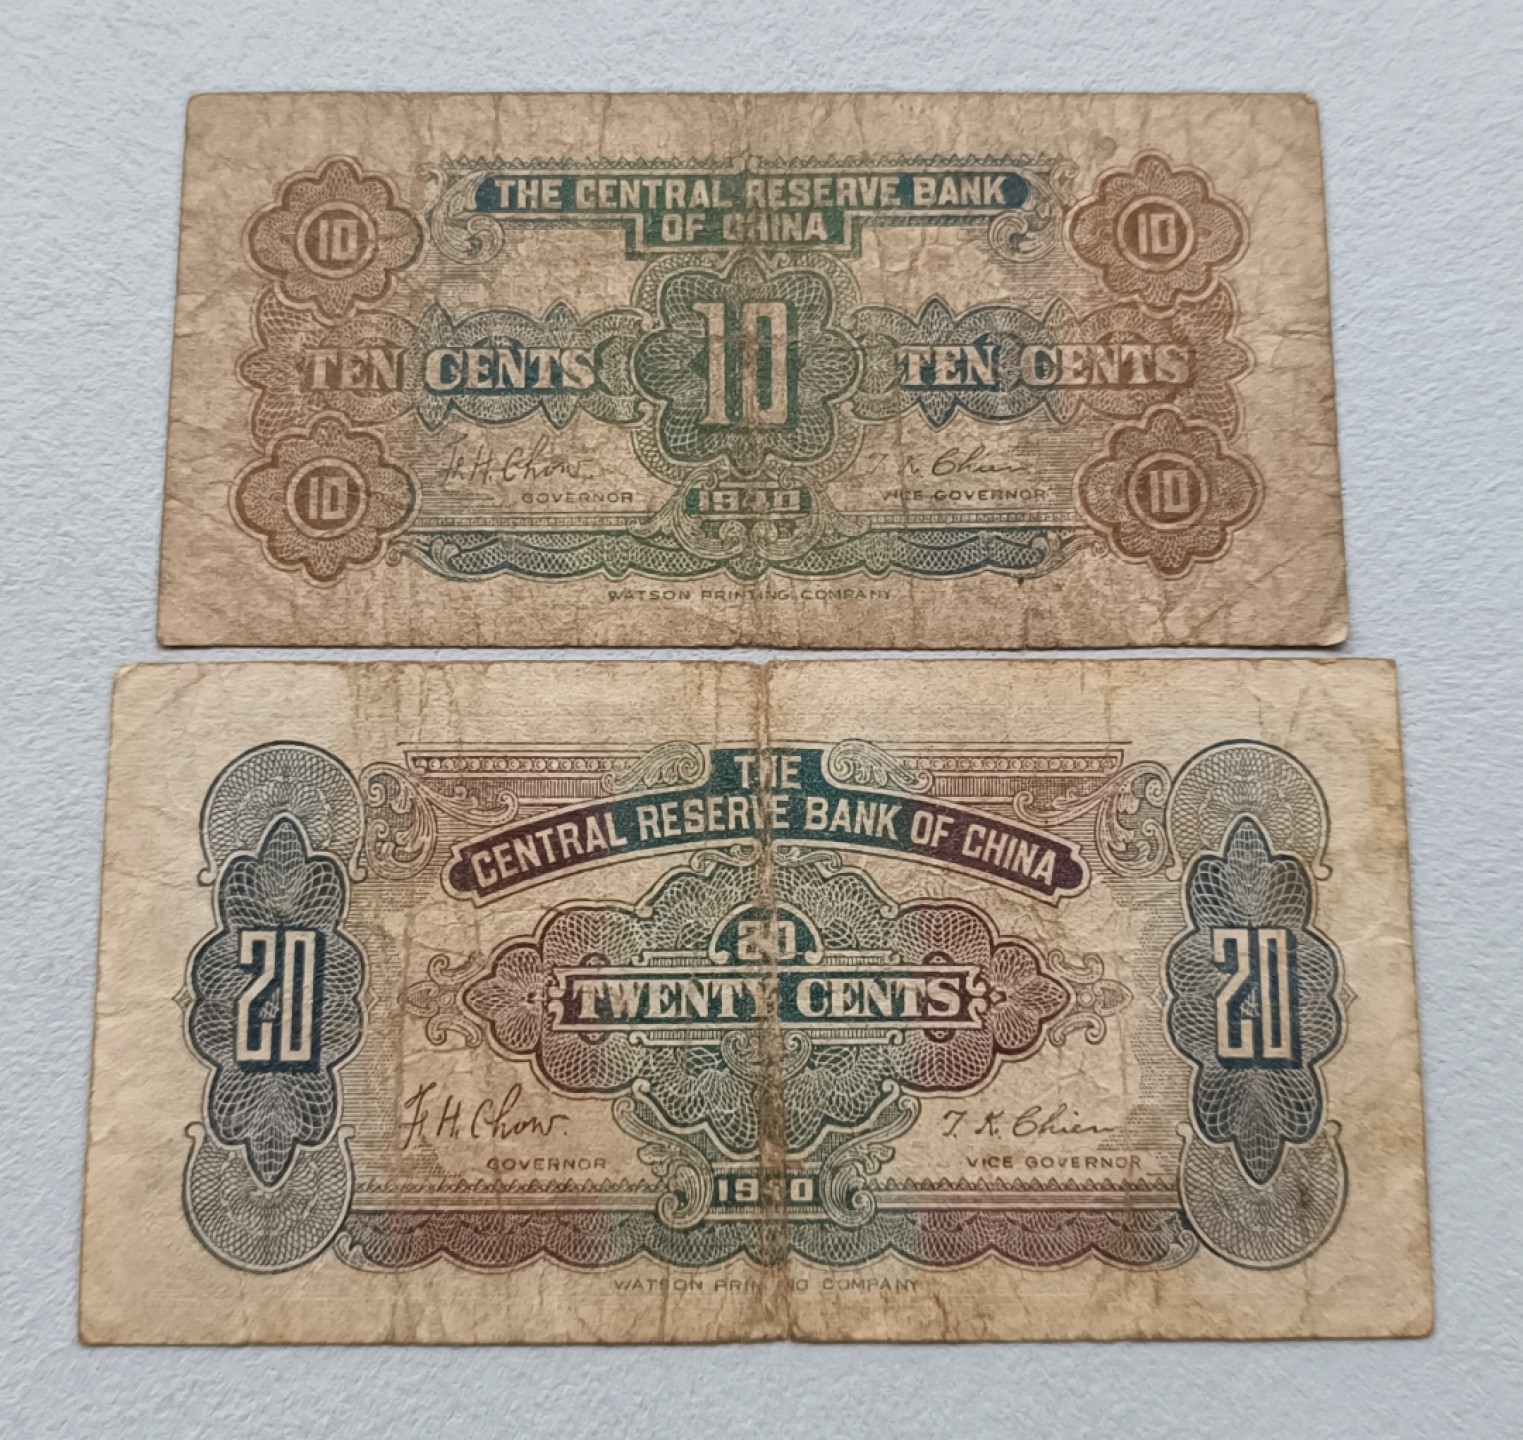 THE CENTRAL RESERVE BANK
OF CHINA
10 10
TEN CENTS 10 TEN CENTS
F. H. Chow. T. K. Chien
GOVERNOR VICE GOVERNOR
10 1940 10
WATSON PRINTING COMPANY
THE
CENTRAL RESERVE BANK OF CHINA
20
20 TWENTY CENTS 20
F. H. Chow. T. K. Chien
GOVERNOR VICE GOVERNOR
1940
WATSON PRINTING COMPANY